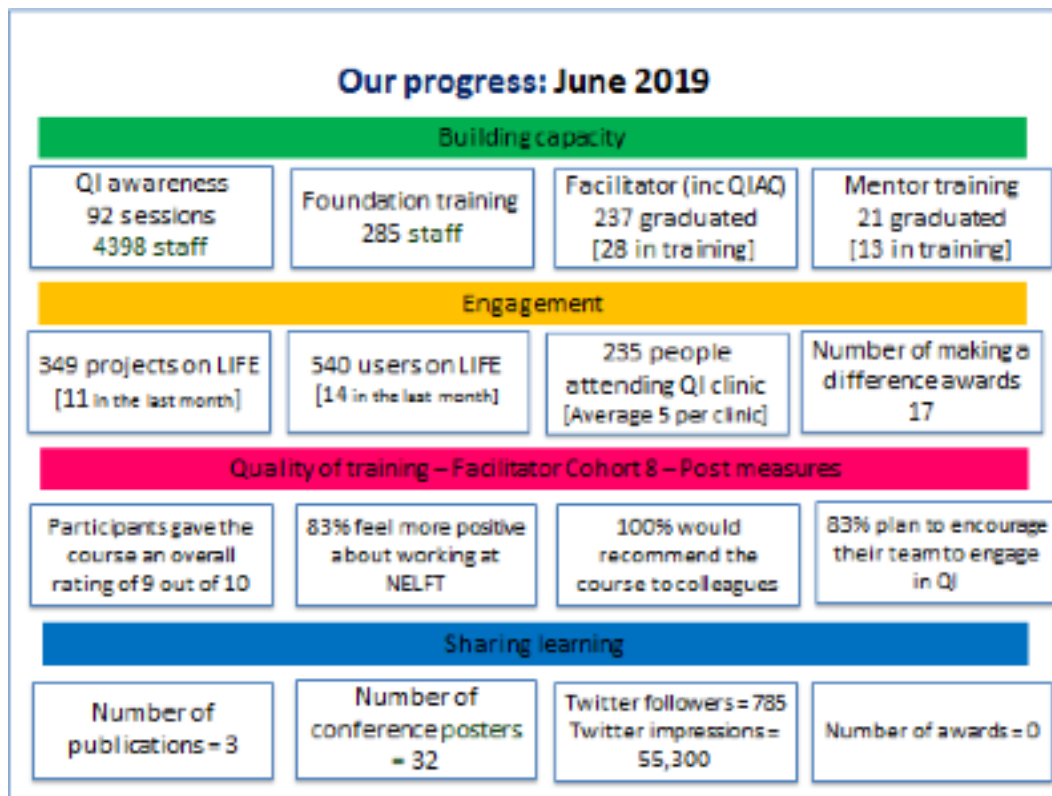 Our progress: June 2019
Building capacity
QI awareness
92 sessions
4398 staff
Foundation training
285 staff
Facilitator (inc QIAC)
237 graduated
[28 in training]
Mentor training
21 graduated
[13 in training]
Engagement
349 projects on LIFE
[11 in the last month]
540 users on LIFE
[14 in the last month]
235 people
attending QI clinic
[Average 5 per clinic]
Number of making a
difference awards
17
Quality of training – Facilitator Cohort 8 – Post measures
Participants gave the
course an overall
rating of 9 out of 10
83% feel more positive
about working at
NELFT
100% would
recommend the
course to colleagues
83% plan to encourage
their team to engage
in QI
Sharing learning
Number of
publications = 3
Number of
conference posters
= 32
Twitter followers = 785
Twitter impressions =
55,300
Number of awards = 0